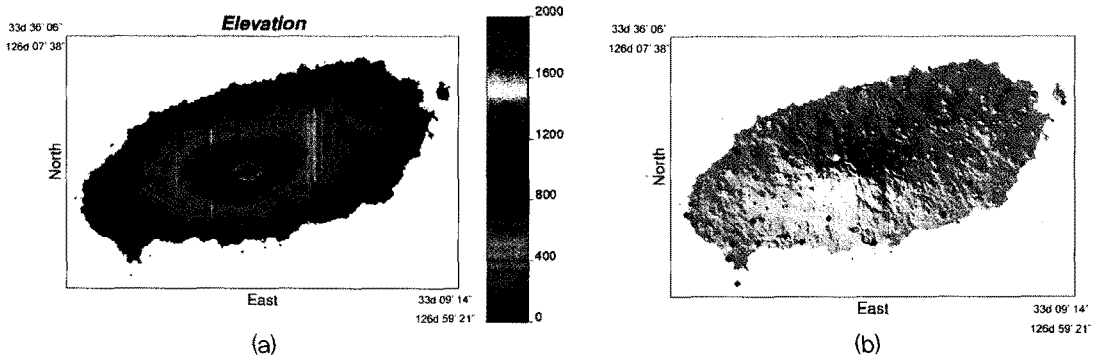 Elevation
33d 36' 06"
126d 07' 38"
North
East
33d 09' 14"
126d 59' 21"
2000
1600
1200
800
400
0
(a)
33d 36' 06"
126d 07' 38"
North
East
33d 09' 14"
126d 59' 21"
(b)